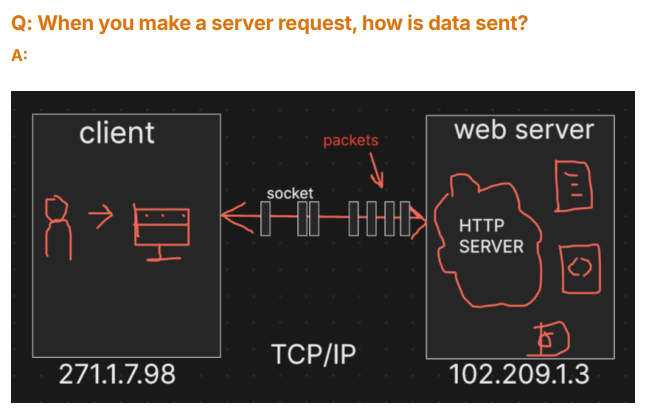 Q: When you make a server request, how is data sent?
A:
client
web server
packets
socket
HTTP
SERVER
TCP/IP
271.1.7.98
102.209.1.3